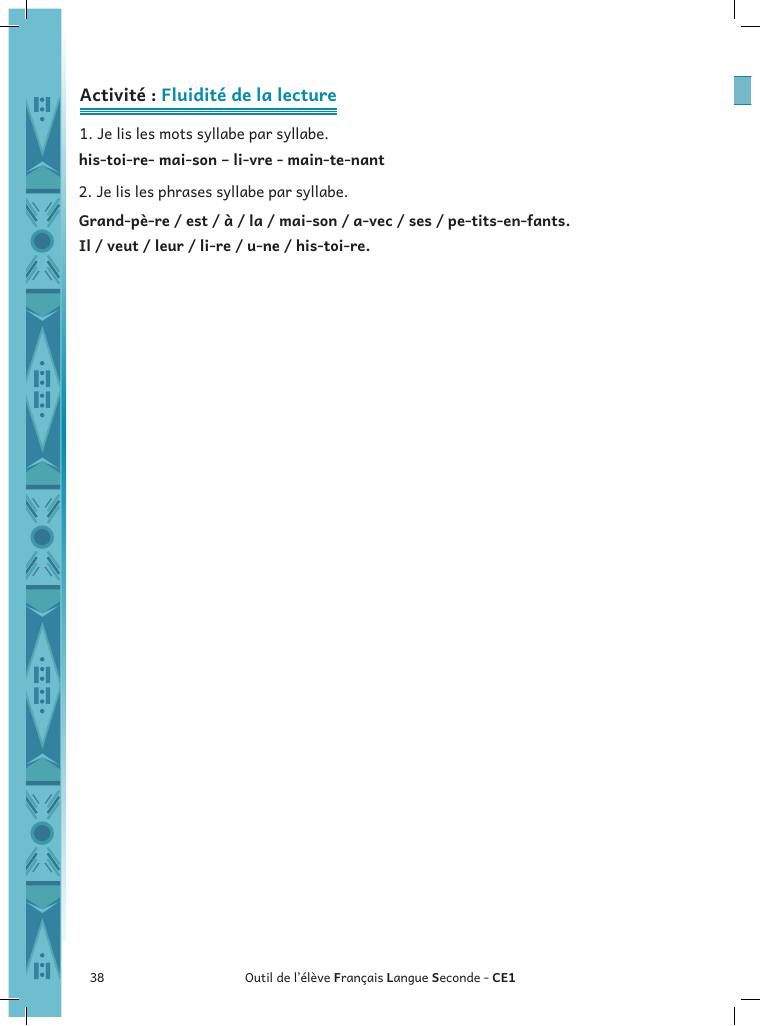 Activité : Fluidité de la lecture
1. Je lis les mots syllabe par syllabe.
his-toi-re- mai-son – li-vre - main-te-nant
2. Je lis les phrases syllabe par syllabe.
Grand-pè-re / est / à / la / mai-son / a-vec / ses / pe-tits-en-fants.
Il / veut / leur / li-re / u-ne / his-toi-re.
38
Outil de l'élève Français Langue Seconde - CE1